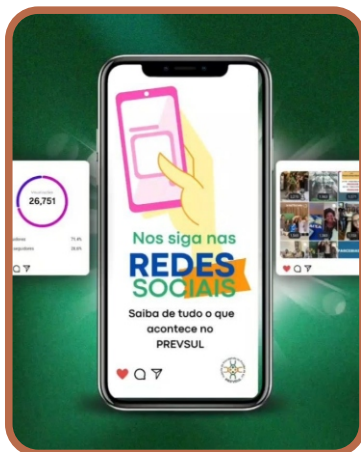 26,751
Nos siga nas
REDES
SOCIAIS
Saiba de tudo o que
acontece no
PREVSUL